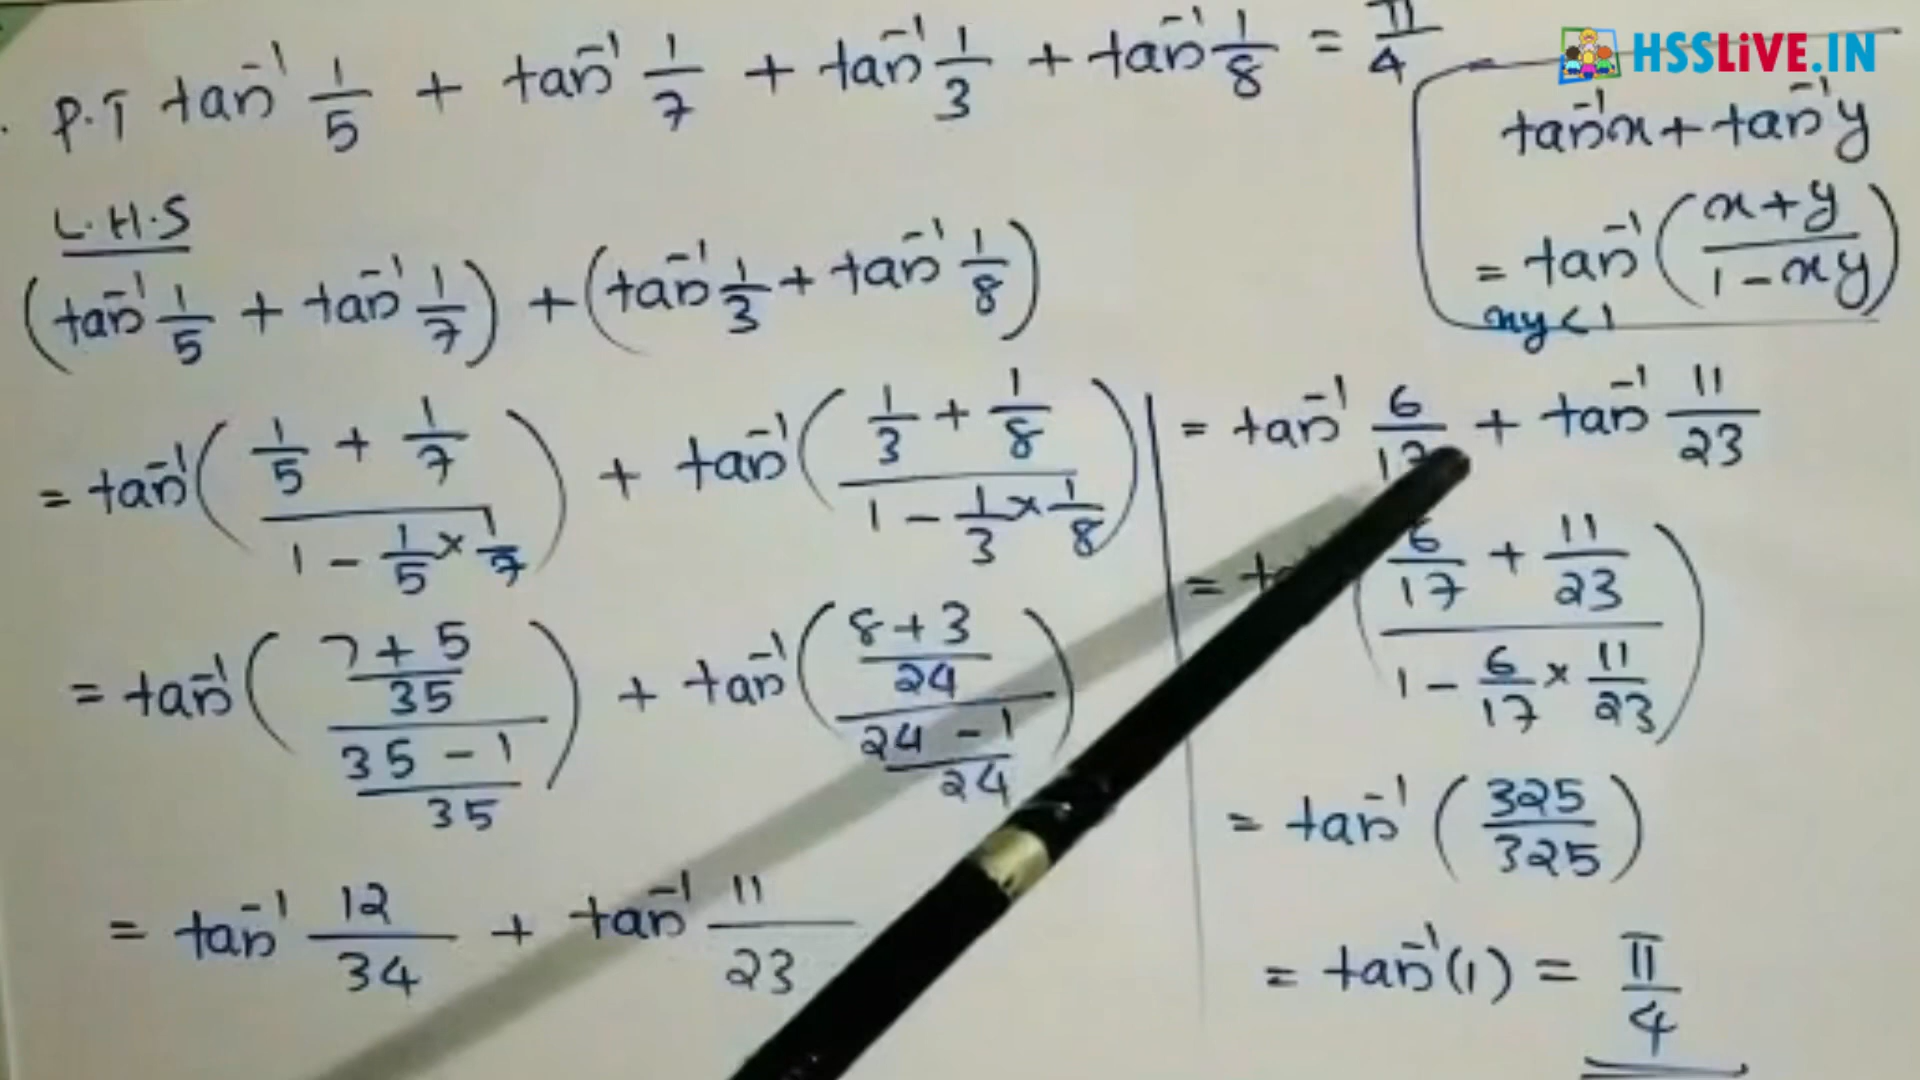 P.T tan⁻¹ 1/5 + tan⁻¹ 1/7 + tan⁻¹ 1/3 + tan⁻¹ 1/8 = π/4
HSSLiVE.IN
tan⁻¹x + tan⁻¹y
= tan⁻¹ ((x+y)/(1-xy))
xy<1
L.H.S
(tan⁻¹ 1/5 + tan⁻¹ 1/7) + (tan⁻¹ 1/3 + tan⁻¹ 1/8)
= tan⁻¹ ((1/5 + 1/7)/(1 - 1/5 × 1/7)) + tan⁻¹ ((1/3 + 1/8)/(1 - 1/3 × 1/8))
= tan⁻¹ (((7+5)/35)/((35-1)/35)) + tan⁻¹ (((8+3)/24)/((24-1)/24))
= tan⁻¹ 12/34 + tan⁻¹ 11/23
= tan⁻¹ 6/17 + tan⁻¹ 11/23
= tan⁻¹ ((6/17 + 11/23)/(1 - 6/17 × 11/23))
= tan⁻¹ (325/325)
= tan⁻¹(1) = π/4